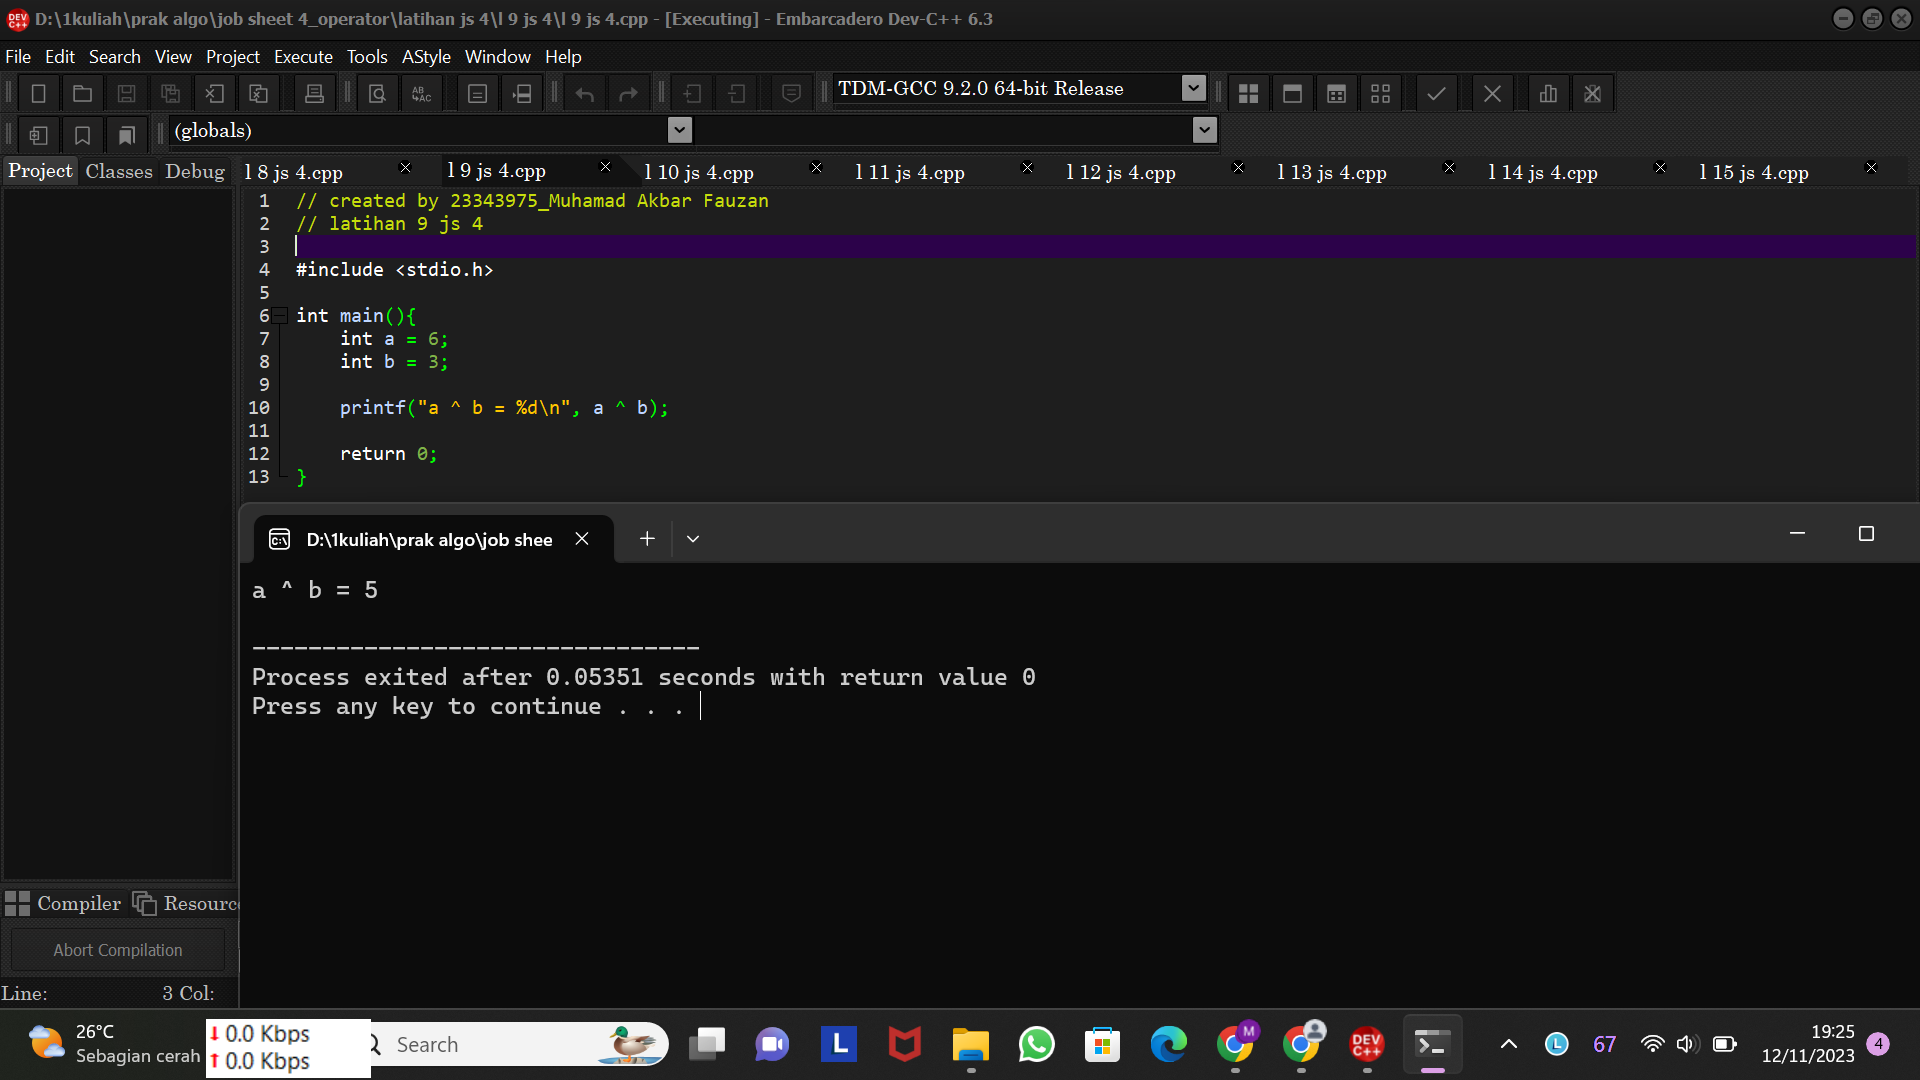 D:\1kuliah\prak algo\job sheet 4_operator\latihan js 4\l 9 js 4\l 9 js 4.cpp - [Executing] - Embarcadero Dev-C++ 6.3
File Edit Search View Project Execute Tools AStyle Window Help
TDM-GCC 9.2.0 64-bit Release
(globals)
Project Classes Debug
l 8 js 4.cpp l 9 js 4.cpp l 10 js 4.cpp l 11 js 4.cpp l 12 js 4.cpp l 13 js 4.cpp l 14 js 4.cpp l 15 js 4.cpp
1 // created by 23343975_Muhamad Akbar Fauzan
2 // latihan 9 js 4
3
4 #include <stdio.h>
5
6 int main(){
7 int a = 6;
8 int b = 3;
9
10 printf("a ^ b = %d\n", a ^ b);
11
12 return 0;
13 }
D:\1kuliah\prak algo\job shee
a ^ b = 5
--------------------------------
Process exited after 0.05351 seconds with return value 0
Press any key to continue . . .
Compiler Resourc
Abort Compilation
Line: 3 Col:
26°C
Sebagian cerah
0.0 Kbps
0.0 Kbps
Search
L
M
DEV
C++
L
67
19:25
12/11/2023
4